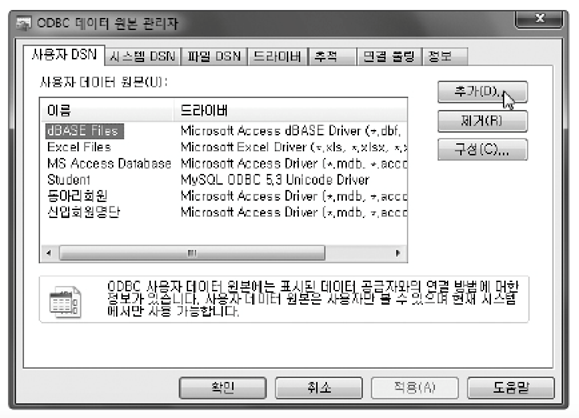 ODBC 데이터 원본 관리자
사용자 DSN 시스템 DSN 파일 DSN 드라이버 추적 연결 풀링 정보
사용자 데이터 원본(U):
이름 드라이버
dBASE Files Microsoft Access dBASE Driver (*.dbf,
Excel Files Microsoft Excel Driver (*.xls, *.xlsx, *.x
MS Access Database Microsoft Access Driver (*.mdb, *.acco
Student MySQL ODBC 5.3 Unicode Driver
동아리회원 Microsoft Access Driver (*.mdb, *.acco
신입회원명단 Microsoft Access Driver (*.mdb, *.acco
추가(D)...
제거(R)
구성(C)...
ODBC 사용자 데이터 원본에는 표시된 데이터 공급자와의 연결 방법에 대한
정보가 있습니다. 사용자 데이터 원본은 사용자만 볼 수 있으며 현재 시스템
에서만 사용 가능합니다.
확인 취소 적용(A) 도움말